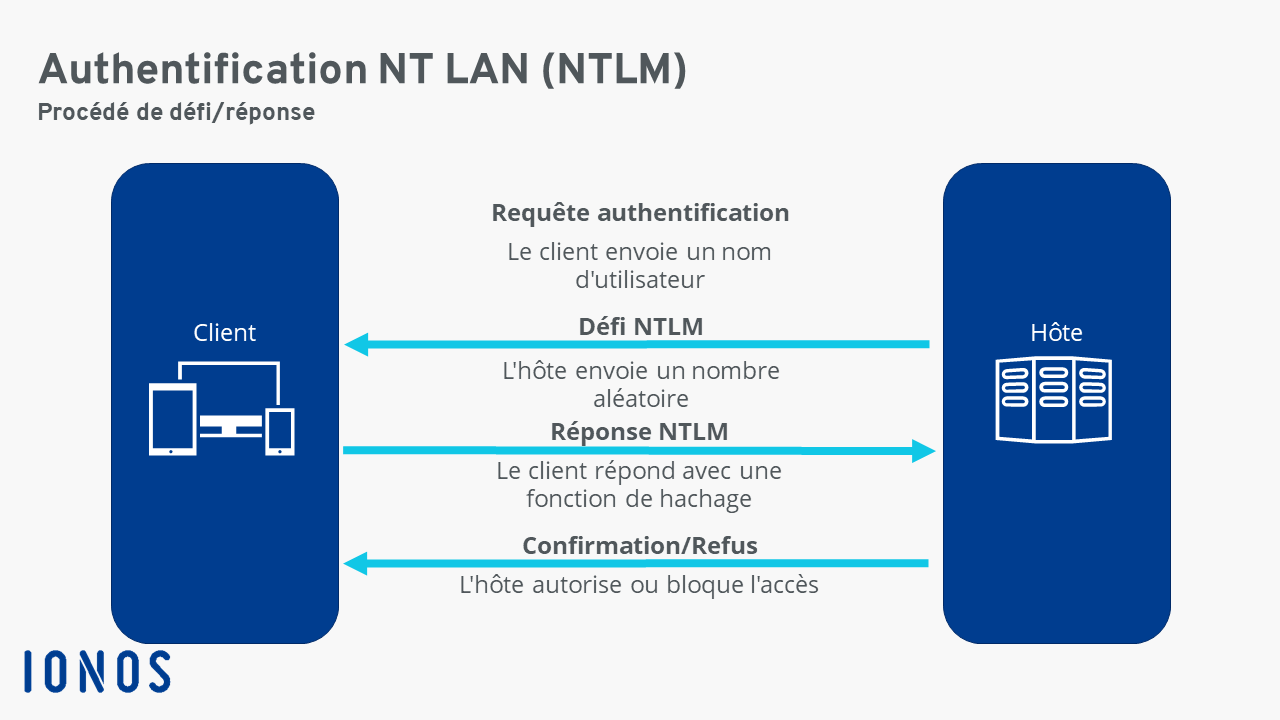 Authentification NT LAN (NTLM)
Procédé de défi/réponse
Requête authentification
Le client envoie un nom
d'utilisateur
Client
Défi NTLM
Hôte
L'hôte envoie un nombre
aléatoire
Réponse NTLM
Le client répond avec une
fonction de hachage
Confirmation/Refus
L'hôte autorise ou bloque l'accès
IONOS